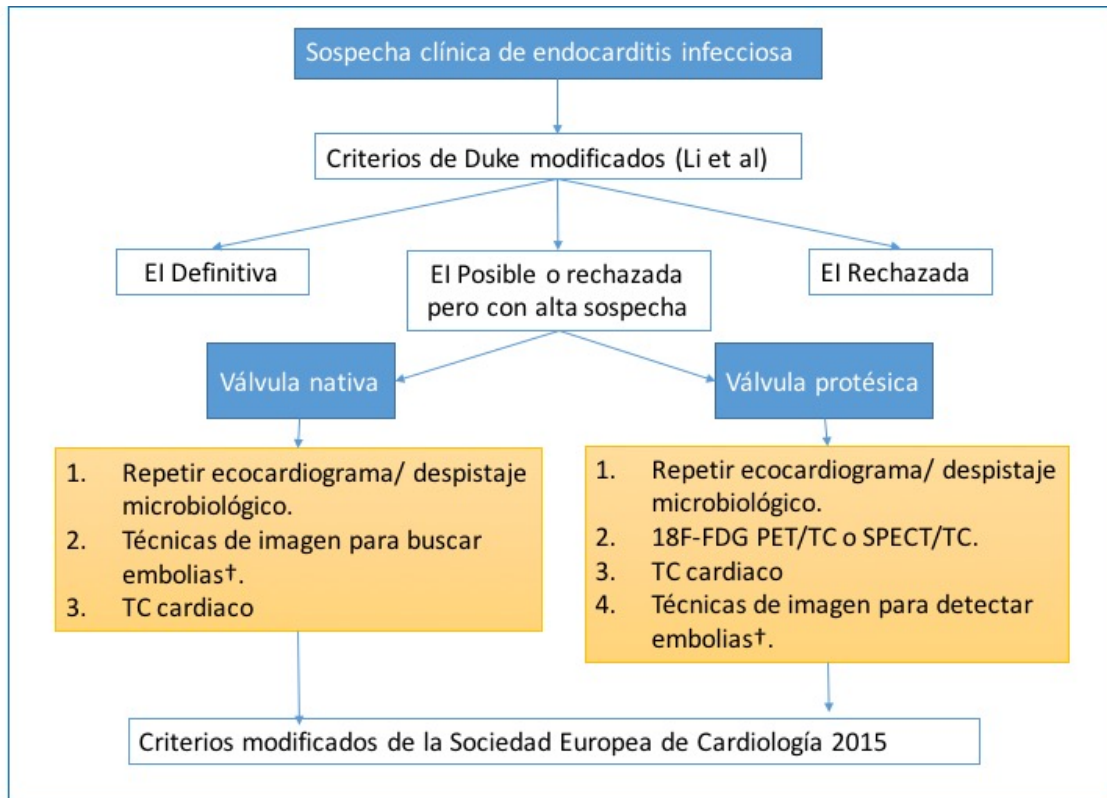 Sospecha clínica de endocarditis infecciosa
Criterios de Duke modificados (Li et al)
EI Definitiva
EI Posible o rechazada
pero con alta sospecha
EI Rechazada
Válvula nativa
Válvula protésica
1. Repetir ecocardiograma/ despistaje
microbiológico.
2. Técnicas de imagen para buscar
embolias†.
3. TC cardiaco
1. Repetir ecocardiograma/ despistaje
microbiológico.
2. 18F-FDG PET/TC o SPECT/TC.
3. TC cardiaco
4. Técnicas de imagen para detectar
embolias†.
Criterios modificados de la Sociedad Europea de Cardiología 2015